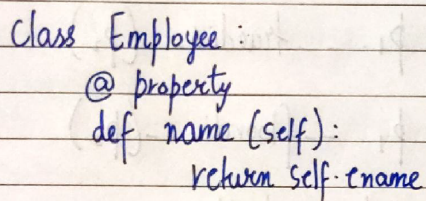 Class Employee :
@ property
def name (self) :
return self.ename